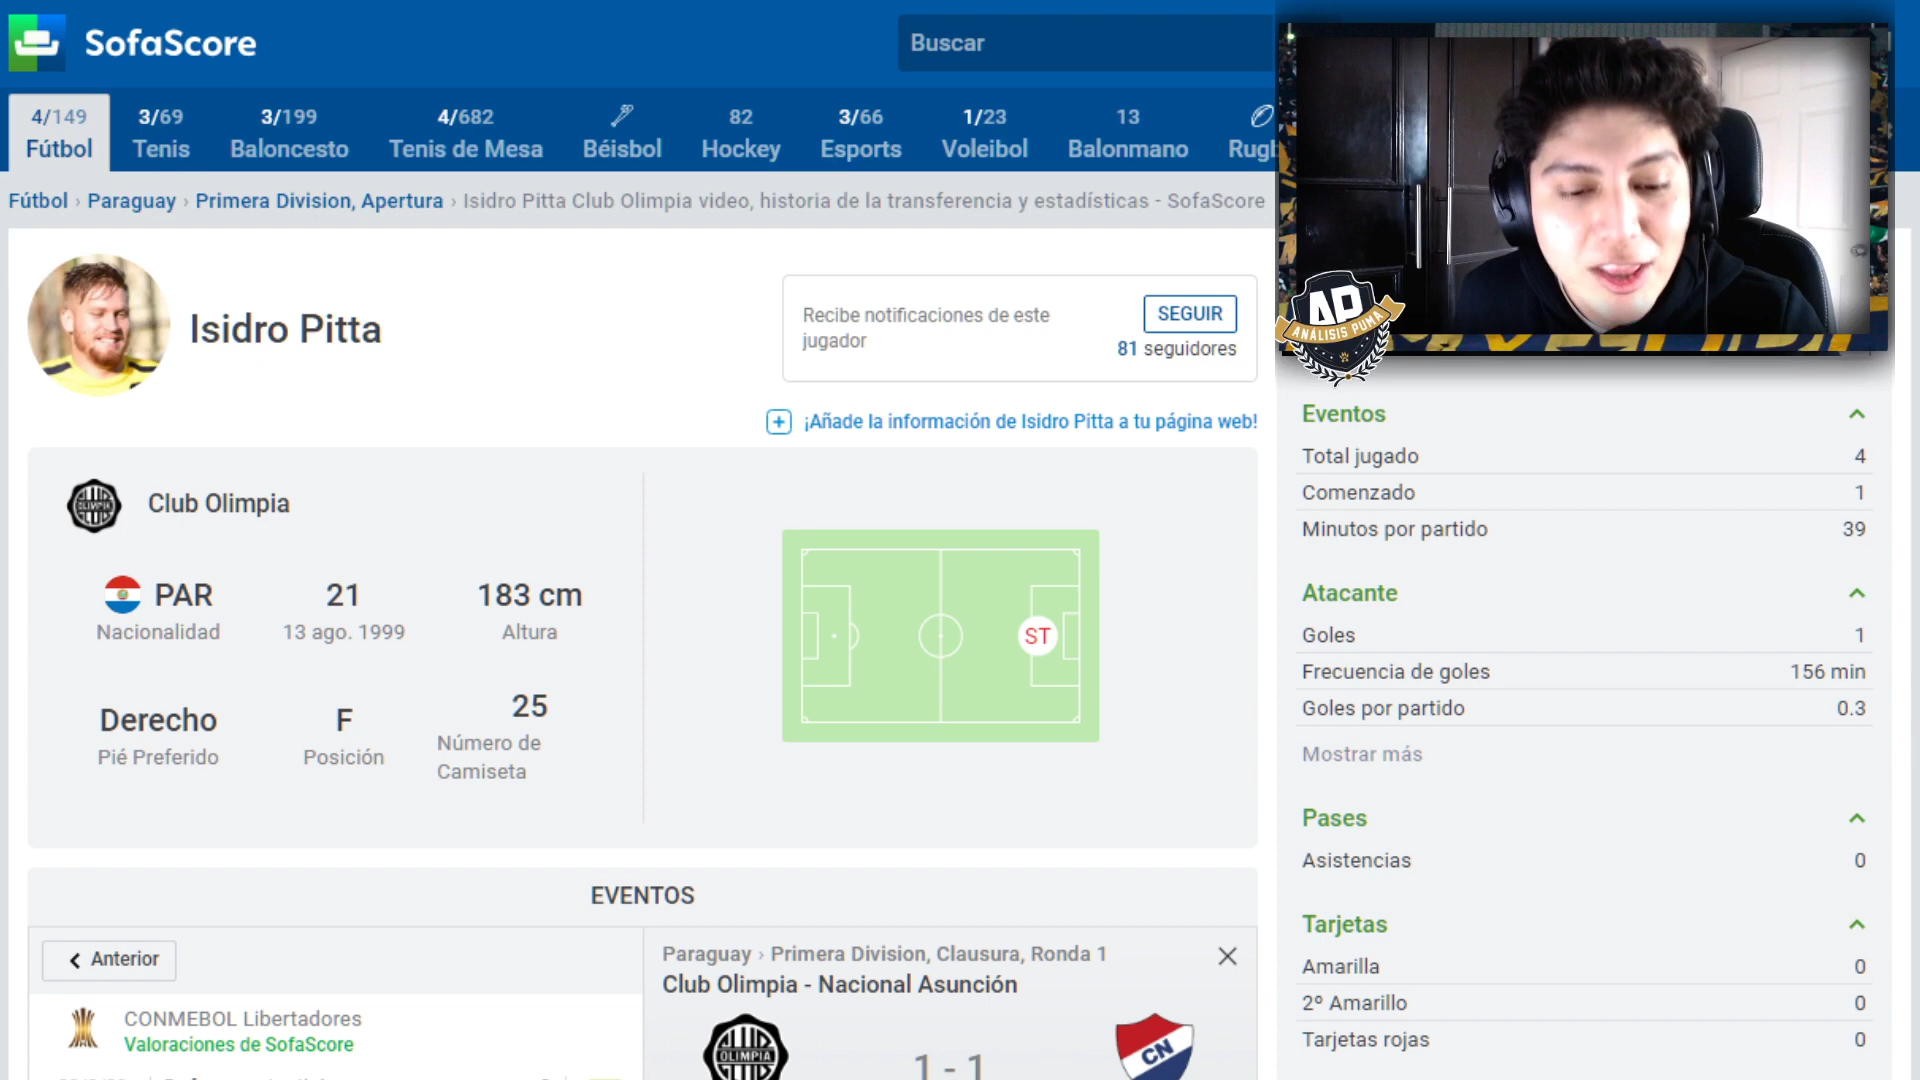 SofaScore
Buscar
4/149
Fútbol
3/69
Tenis
3/199
Baloncesto
4/682
Tenis de Mesa
Béisbol
82
Hockey
3/66
Esports
1/23
Voleibol
13
Balonmano
Fútbol › Paraguay › Primera Division, Apertura › Isidro Pitta Club Olimpia video, historia de la transferencia y estadísticas - SofaScore
Isidro Pitta
Recibe notificaciones de este
jugador
SEGUIR
81 seguidores
¡Añade la información de Isidro Pitta a tu página web!
AP
ANÁLISIS PUMA
Club Olimpia
PAR
Nacionalidad
21
13 ago. 1999
183 cm
Altura
Derecho
Pié Preferido
F
Posición
25
Número de
Camiseta
ST
EVENTOS
Anterior
CONMEBOL Libertadores
Valoraciones de SofaScore
Paraguay › Primera Division, Clausura, Ronda 1
Club Olimpia - Nacional Asunción
OLIMPIA
1 - 1
CN
Eventos
Total jugado 4
Comenzado 1
Minutos por partido 39
Atacante
Goles 1
Frecuencia de goles 156 min
Goles por partido 0.3
Mostrar más
Pases
Asistencias 0
Tarjetas
Amarilla 0
2º Amarillo 0
Tarjetas rojas 0